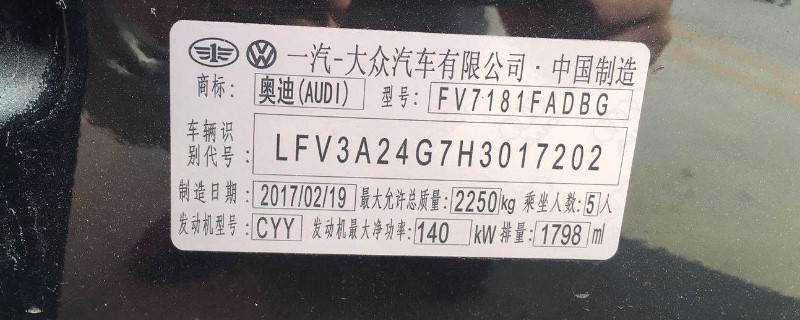 一汽-大众汽车有限公司·中国制造
商标: 奥迪(AUDI) 型号: FV7181FADBG
车辆识别代号: LFV3A24G7H3017202
制造日期: 2017/02/19 最大允许总质量: 2250kg 乘坐人数: 5人
发动机型号: CYY 发动机最大净功率: 140 kW 排量: 1798 ml